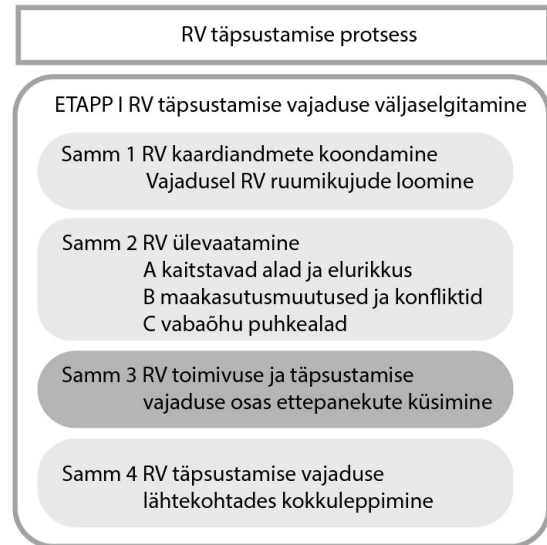 RV täpsustamise protsess
ETAPP I RV täpsustamise vajaduse väljaselgitamine
Samm 1 RV kaardiandmete koondamine
Vajadusel RV ruumikujude loomine
Samm 2 RV ülevaatamine
A kaitstavad alad ja elurikkus
B maakasutusmuutused ja konfliktid
C vabaõhu puhkealad
Samm 3 RV toimivuse ja täpsustamise
vajaduse osas ettepanekute küsimine
Samm 4 RV täpsustamise vajaduse
lähtekohtades kokkuleppimine